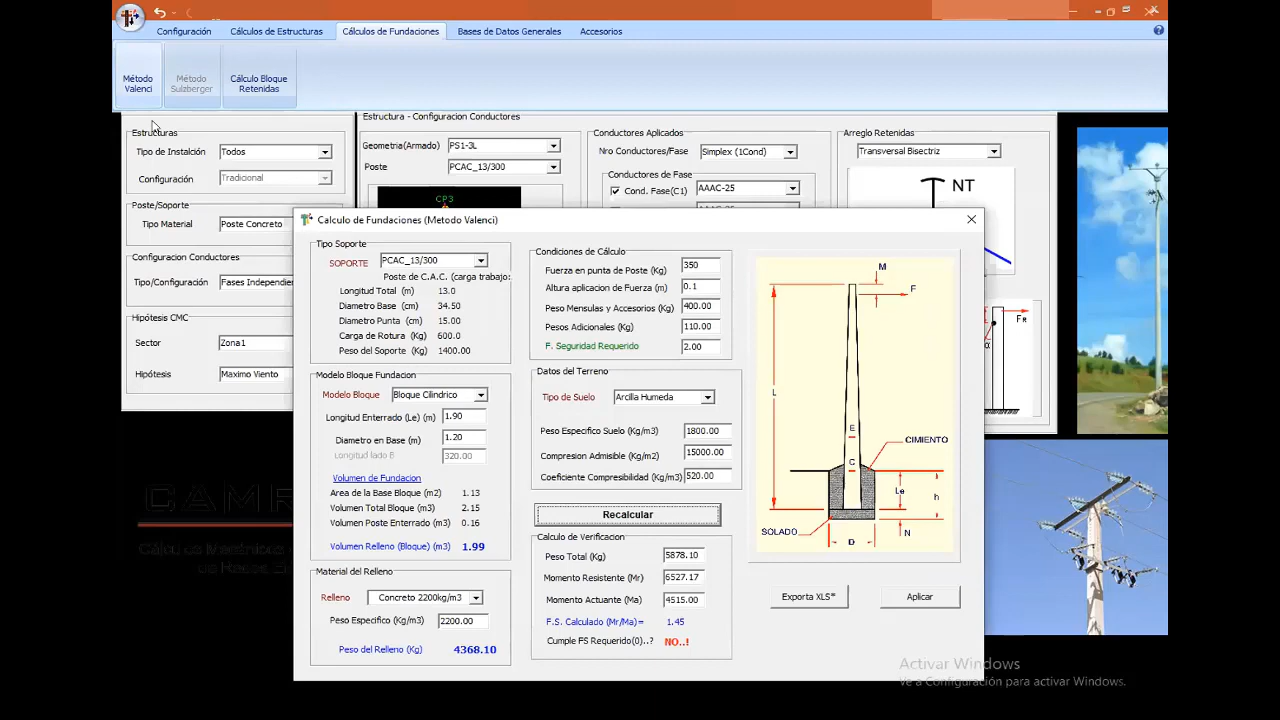 Configuración
Cálculos de Estructuras
Cálculos de Fundaciones
Bases de Datos Generales
Accesorios
Método Valenci
Método Sulzberger
Cálculo Bloque Retenidas
Estructuras
Tipo de Instalción Todos
Configuración Tradicional
Poste/Soporte
Tipo Material Poste Concreto
Configuracion Conductores
Tipo/Configuración Fases Independien
Hipótesis CMC
Sector Zona1
Hipótesis Maximo Viento
Estructura - Configuracion Conductores
Geometria(Armado) PS1-3L
Poste PCAC_13/300
CP3
Conductores Aplicados
Nro Conductores/Fase Simplex (1Cond)
Conductores de Fase
Cond. Fase(C1) AAAC-25
Arreglo Retenidas
Transversal Bisectriz
NT
FR
α
Calculo de Fundaciones (Metodo Valenci)
Tipo Soporte
SOPORTE PCAC_13/300
Poste de C.A.C. (carga trabajo:
Longitud Total (m) 13.0
Diametro Base (cm) 34.50
Diametro Punta (cm) 15.00
Carga de Rotura (Kg) 600.0
Peso del Soporte (Kg) 1400.00
Modelo Bloque Fundacion
Modelo Bloque Bloque Cilindrico
Longitud Enterrado (Le) (m) 1.90
Diametro en Base (m) 1.20
Longitud lado B 320.00
Volumen de Fundacion
Area de la Base Bloque (m2) 1.13
Volumen Total Bloque (m3) 2.15
Volumen Poste Enterrado (m3) 0.16
Volumen Relleno (Bloque) (m3) 1.99
Material del Relleno
Relleno Concreto 2200kg/m3
Peso Especifico (Kg/m3) 2200.00
Peso del Relleno (Kg) 4368.10
Condiciones de Cálculo
Fuerza en punta de Poste (Kg) 350
Altura aplicacion de Fuerza (m) 0.1
Peso Mensulas y Accesorios (Kg) 400.00
Pesos Adicionales (Kg) 110.00
F. Seguridad Requerido 2.00
Datos del Terreno
Tipo de Suelo Arcilla Humeda
Peso Especifico Suelo (Kg/m3) 1800.00
Compresion Admisible (Kg/m2) 15000.00
Coeficiente Compresibilidad (Kg/m3) 520.00
Recalcular
Calculo de Verificacion
Peso Total (Kg) 5878.10
Momento Resistente (Mr) 6527.17
Momento Actuante (Ma) 4515.00
F.S. Calculado (Mr/Ma)= 1.45
Cumple FS Requerido(0)..? NO..!
M
F
L
E
C
CIMIENTO
Le
h
SOLADO
D
N
Exporta XLS*
Aplicar
Activar Windows
Ve a Configuración para activar Windows.